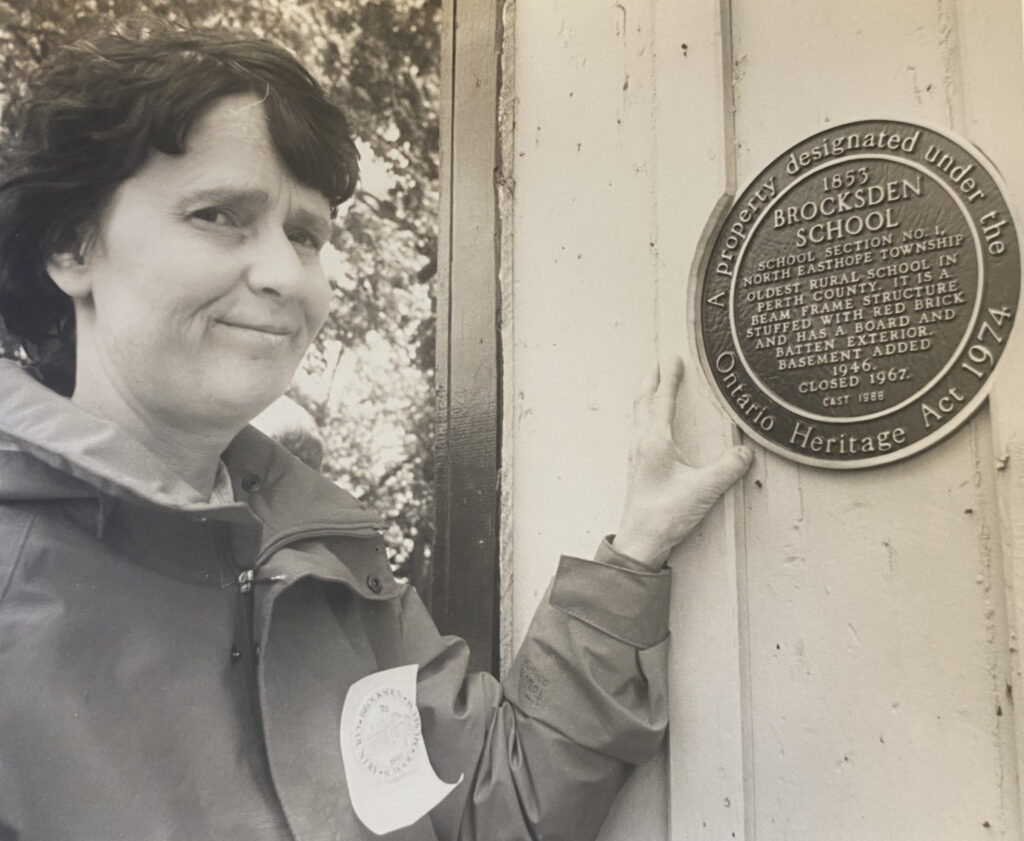 A property designated under the
1853
BROCKSDEN
SCHOOL
SCHOOL SECTION NO. 1,
NORTH EASTHOPE TOWNSHIP
OLDEST RURAL SCHOOL IN
PERTH COUNTY. IT IS A
BEAM FRAME STRUCTURE
STUFFED WITH RED BRICK
AND HAS A BOARD AND
BATTEN EXTERIOR.
BASEMENT ADDED
1946.
CLOSED 1967.
CAST 1988
Ontario Heritage Act 1974
BROCKSDEN